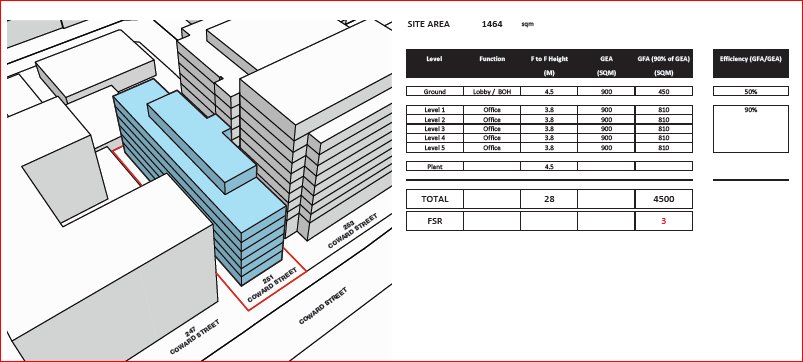 SITE AREA 1464 sqm
Level Function F to F Height (M) GEA (SQM) GFA (90% of GEA) (SQM) Efficiency (GFA/GEA)
Ground Lobby / BOH 4.5 900 450 50%
Level 1 Office 3.8 900 810 90%
Level 2 Office 3.8 900 810
Level 3 Office 3.8 900 810
Level 4 Office 3.8 900 810
Level 5 Office 3.8 900 810
Plant 4.5
TOTAL 28 4500
FSR 3
263
COWARD STREET
251
COWARD STREET
COWARD STREET
247
COWARD STREET